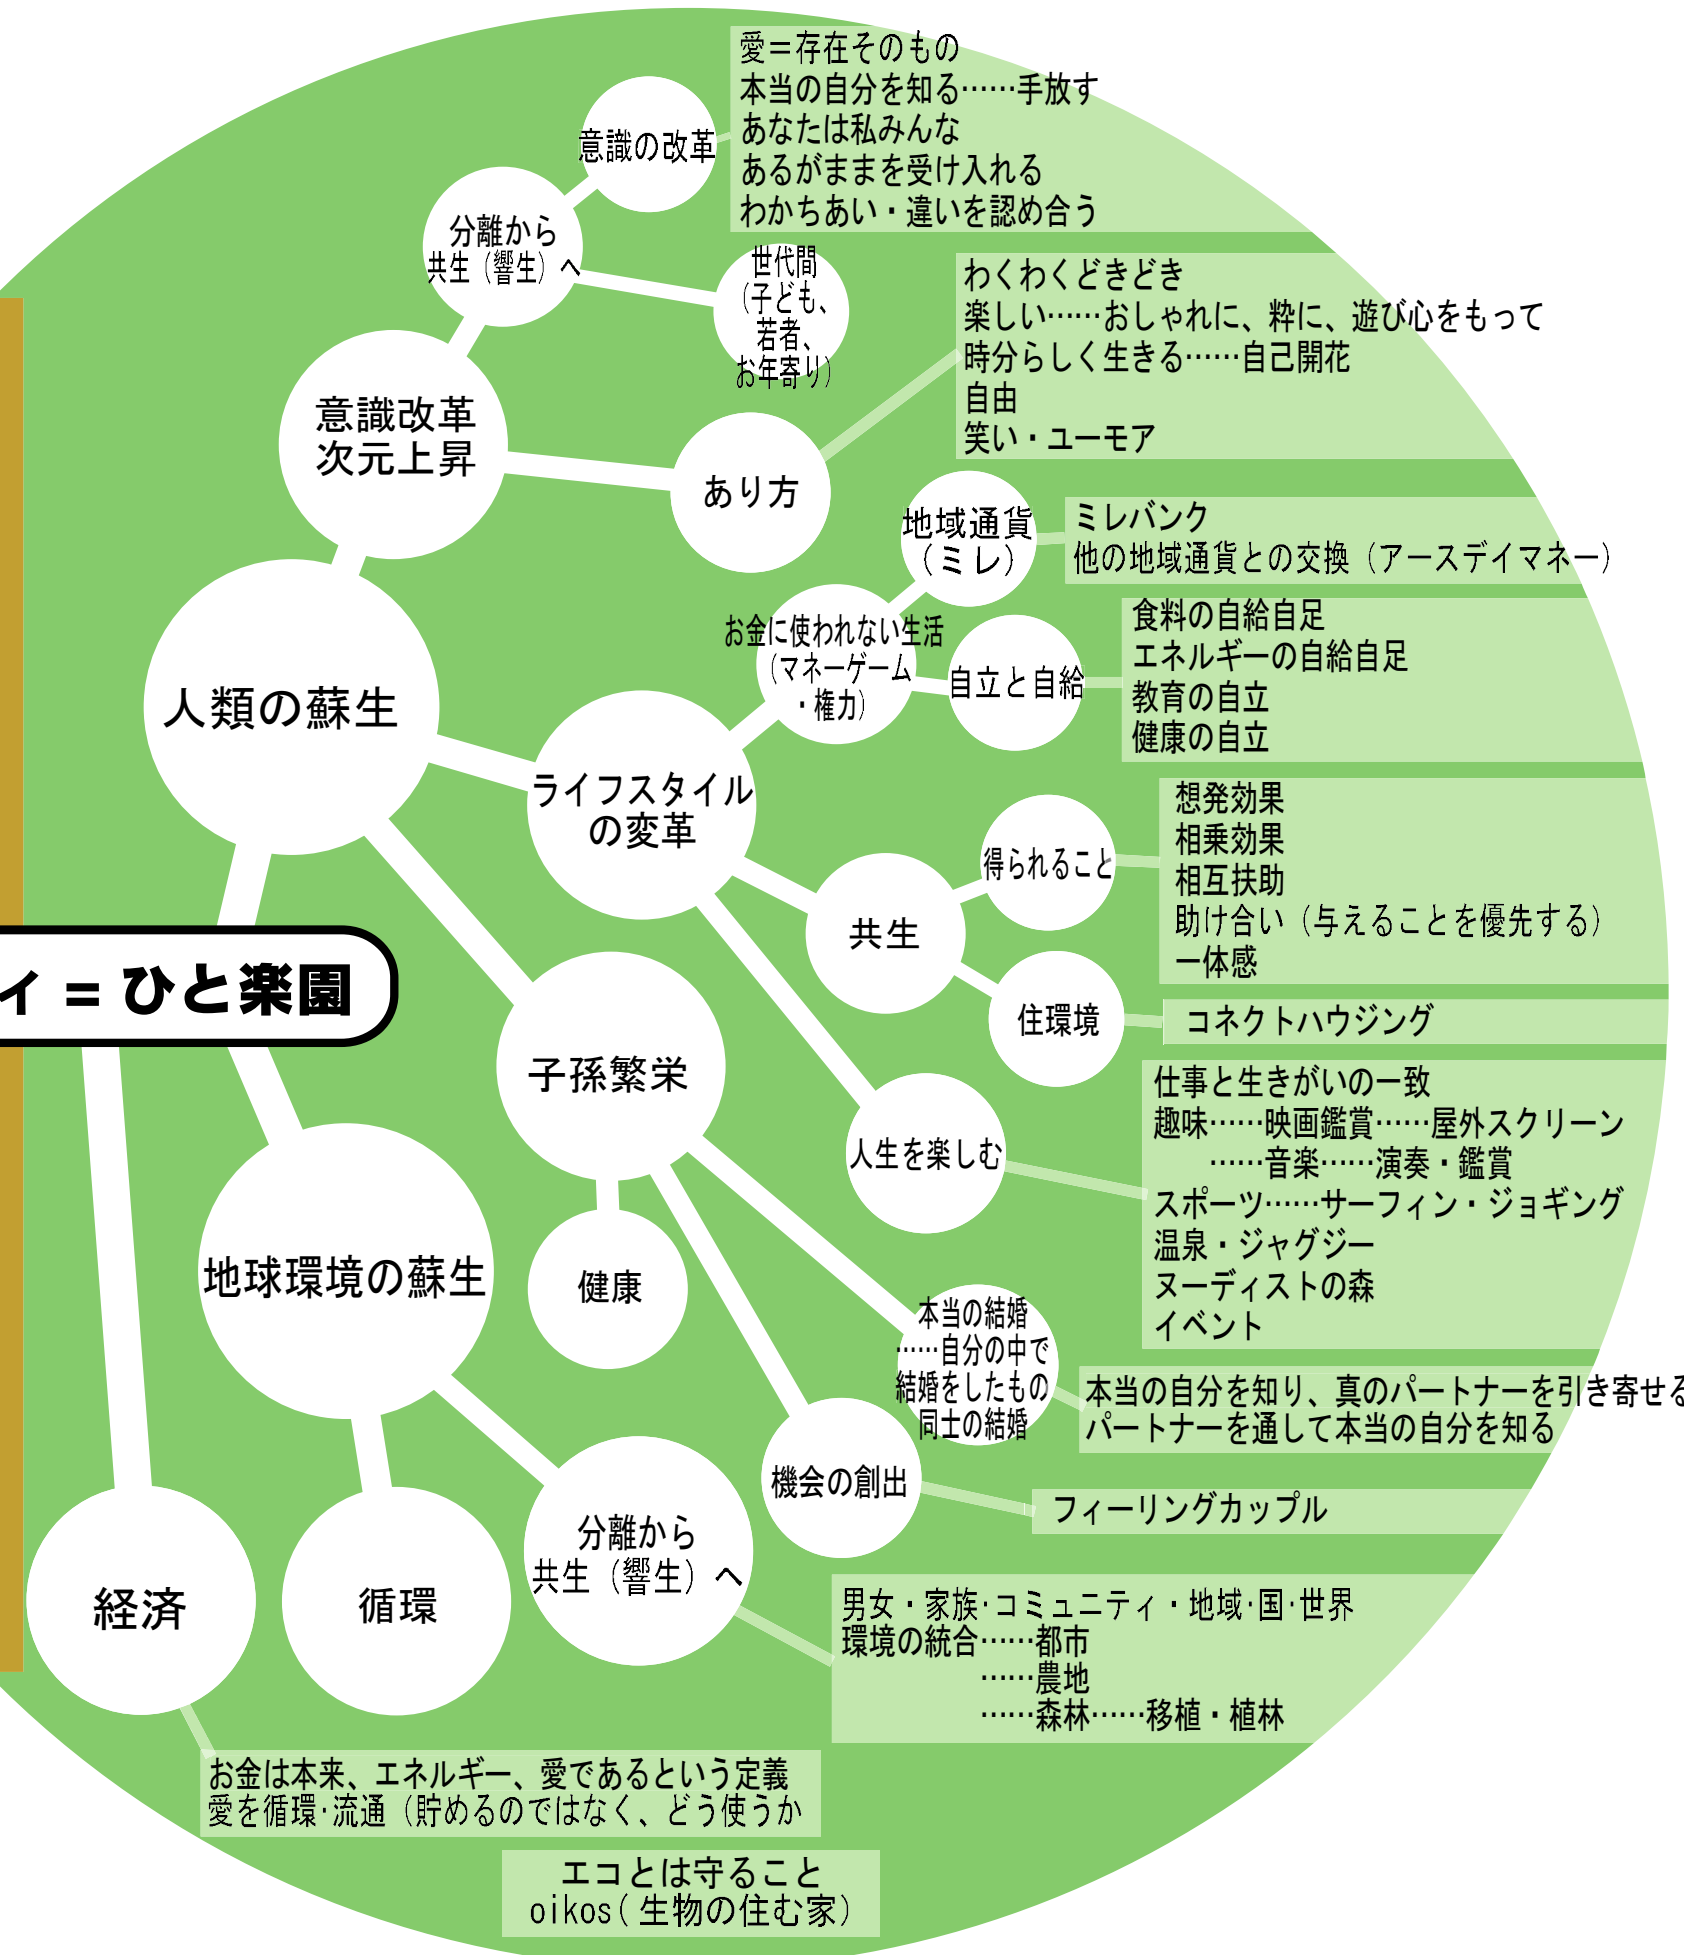 愛＝存在そのもの
本当の自分を知る……手放す
あなたは私みんな
あるがままを受け入れる
わかちあい・違いを認め合う
意識の改革
分離から
共生（響生）へ
世代間
（子ども、
若者、
お年寄り）
わくわくどきどき
楽しい……おしゃれに、粋に、遊び心をもって
時分らしく生きる……自己開花
自由
笑い・ユーモア
意識改革
次元上昇
あり方
地域通貨
（ミレ）
ミレバンク
他の地域通貨との交換（アースデイマネー）
お金に使われない生活
（マネーゲーム
・権力）
自立と自給
食料の自給自足
エネルギーの自給自足
教育の自立
健康の自立
人類の蘇生
ライフスタイル
の変革
得られること
想発効果
相乗効果
相互扶助
助け合い（与えることを優先する）
一体感
共生
住環境
コネクトハウジング
ィ＝ひと楽園
子孫繁栄
人生を楽しむ
仕事と生きがいの一致
趣味……映画鑑賞……屋外スクリーン
……音楽……演奏・鑑賞
スポーツ……サーフィン・ジョギング
温泉・ジャグジー
ヌーディストの森
イベント
地球環境の蘇生
健康
本当の結婚
……自分の中で
結婚をしたもの
同士の結婚
本当の自分を知り、真のパートナーを引き寄せる
パートナーを通して本当の自分を知る
機会の創出
フィーリングカップル
分離から
共生（響生）へ
男女・家族・コミュニティ・地域・国・世界
環境の統合……都市
……農地
……森林……移植・植林
経済
循環
お金は本来、エネルギー、愛であるという定義
愛を循環・流通（貯めるのではなく、どう使うか
エコとは守ること
oikos(生物の住む家）